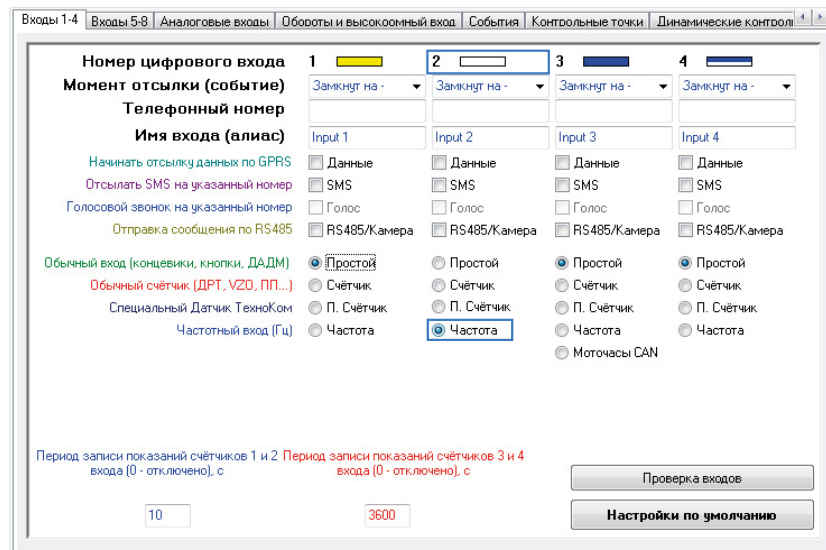 Входы 1-4 Входы 5-8 Аналоговые входы Обороты и высокоомный вход События Контрольные точки Динамические контрол
Номер цифрового входа 1 2 3 4
Момент отсылки (событие) Замкнут на - Замкнут на - Замкнут на - Замкнут на -
Телефонный номер
Имя входа (алиас) Input 1 Input 2 Input 3 Input 4
Начинать отсылку данных по GPRS Данные Данные Данные Данные
Отсылать SMS на указанный номер SMS SMS SMS SMS
Голосовой звонок на указанный номер Голос Голос Голос Голос
Отправка сообщения по RS485 RS485/Камера RS485/Камера RS485/Камера RS485/Камера
Обычный вход (концевики, кнопки, ДАДМ) Простой Простой Простой Простой
Обычный счётчик (ДРТ, VZO, ПП...) Счётчик Счётчик Счётчик Счётчик
Специальный Датчик ТехноКом П. Счётчик П. Счётчик П. Счётчик П. Счётчик
Частотный вход (Гц) Частота Частота Частота Частота
Моточасы CAN
Период записи показаний счётчиков 1 и 2 Период записи показаний счётчиков 3 и 4
входа (0 - отключено), с входа (0 - отключено), с
Проверка входов
10 3600 Настройки по умолчанию